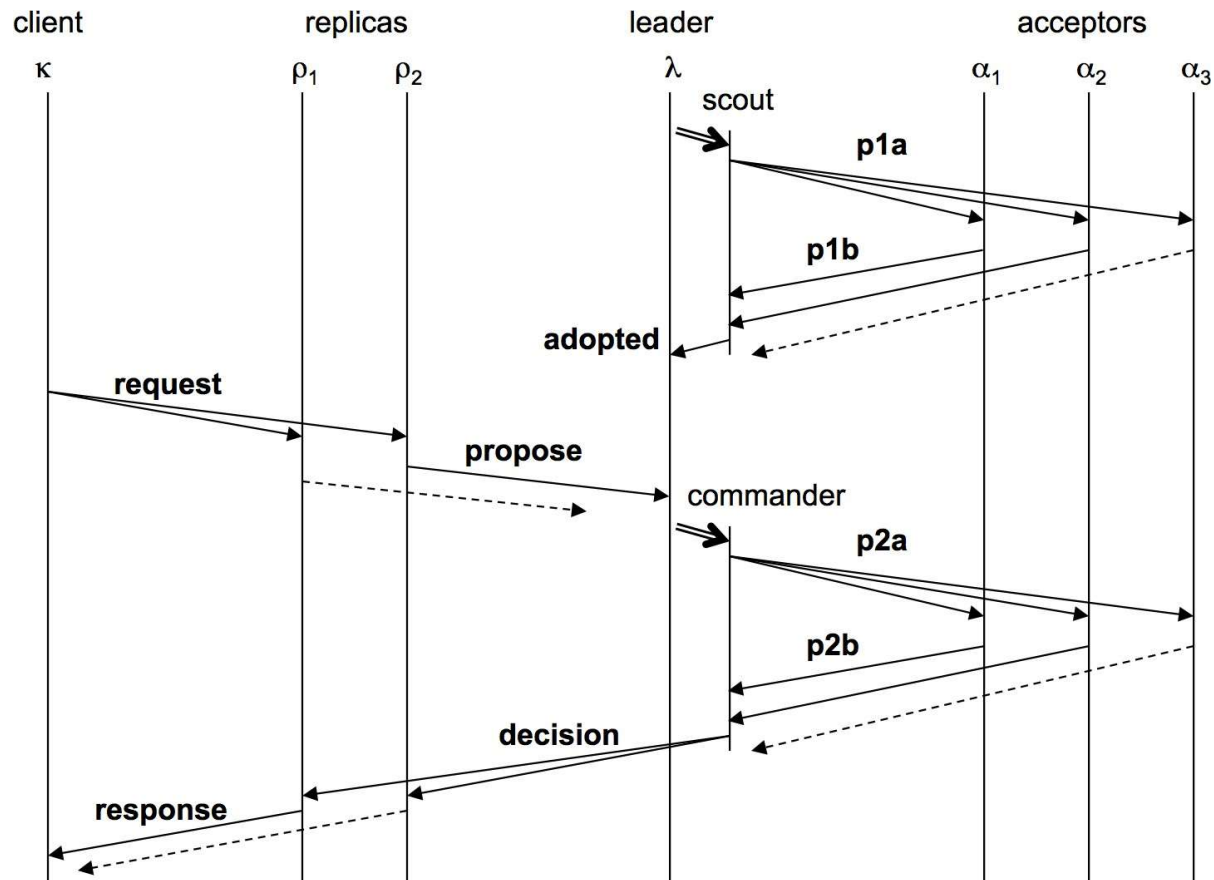 client replicas leader acceptors
κ ρ1 ρ2 λ α1 α2 α3
scout
p1a
p1b
adopted
request
propose
commander
p2a
p2b
decision
response